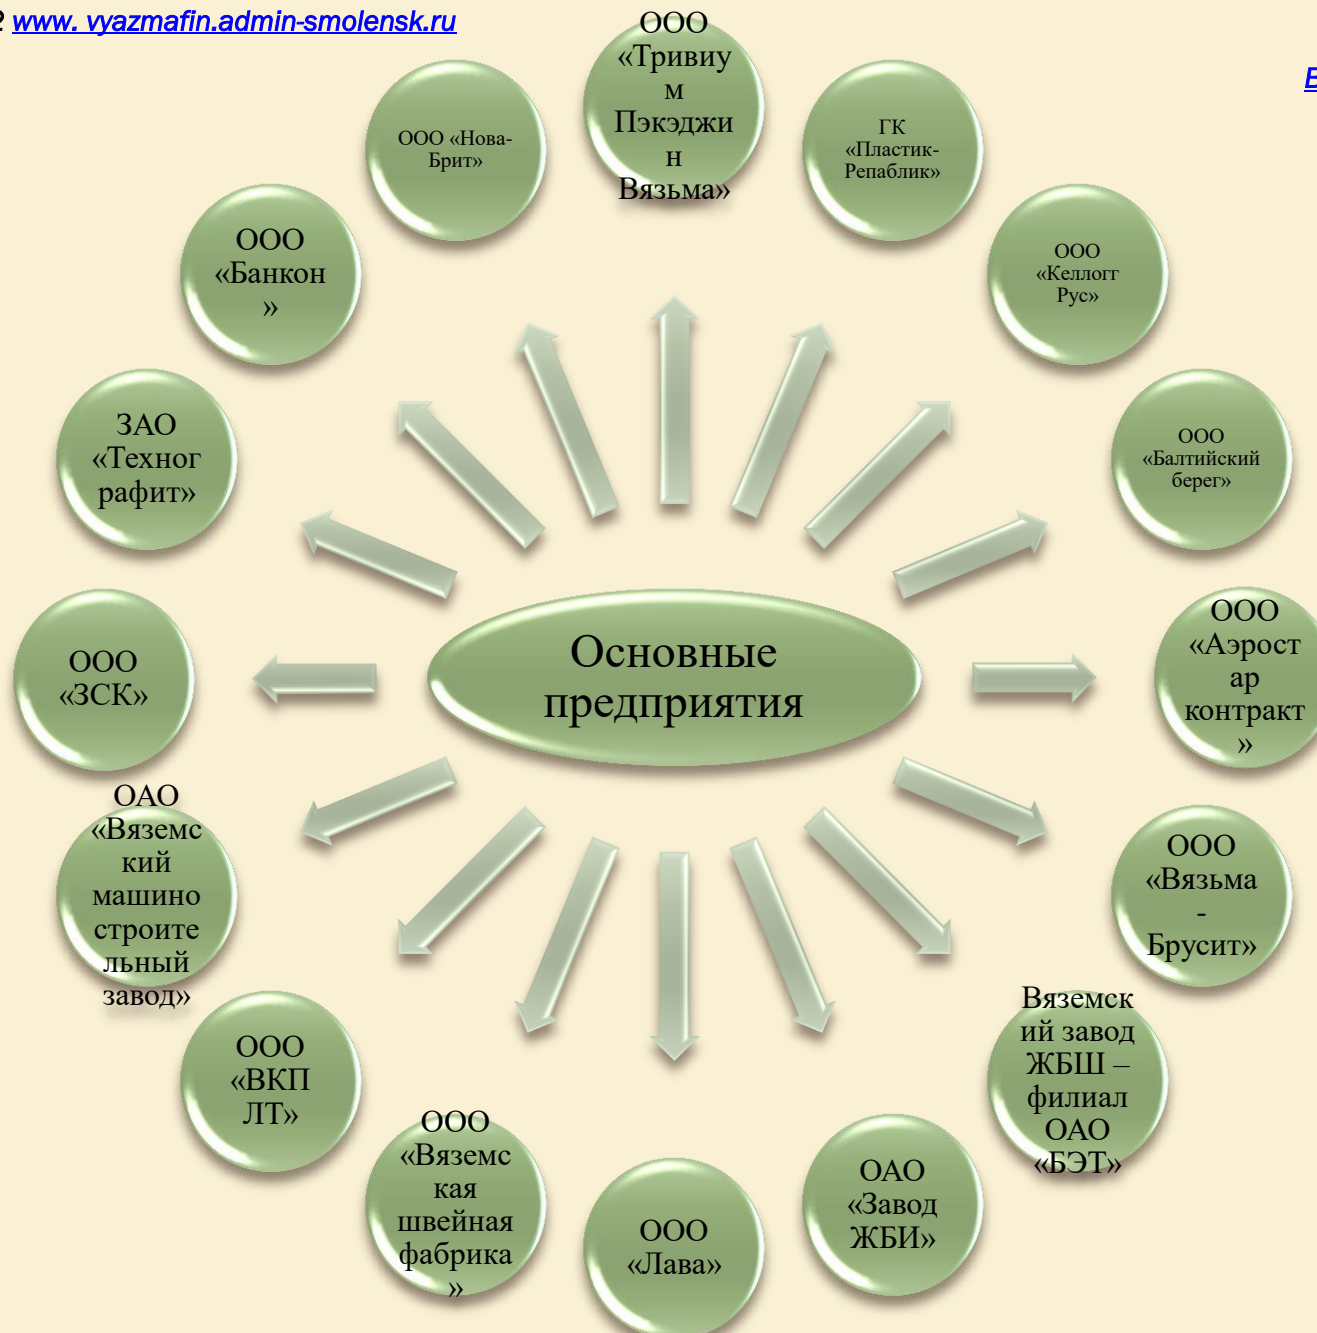 2 www. vyazmafin.admin-smolensk.ru
В
ООО
«Тривиу
м
Пэкэджи
н
Вязьма»
ГК
«Пластик-
Репаблик»
ООО
«Келлогг
Рус»
ООО
«Балтийский
берег»
ООО
«Аэрост
ар
контракт
»
ООО
«Вязьма
-
Брусит»
Вяземск
ий завод
ЖБШ –
филиал
ОАО
«БЭТ»
ОАО
«Завод
ЖБИ»
ООО
«Лава»
ООО
«Вяземс
кая
швейная
фабрика
»
ООО
«ВКП
ЛТ»
ОАО
«Вяземс
кий
машино
строите
льный
завод»
ООО
«ЗСК»
ЗАО
«Техног
рафит»
ООО
«Банкон
»
ООО «Нова-
Брит»
Основные
предприятия